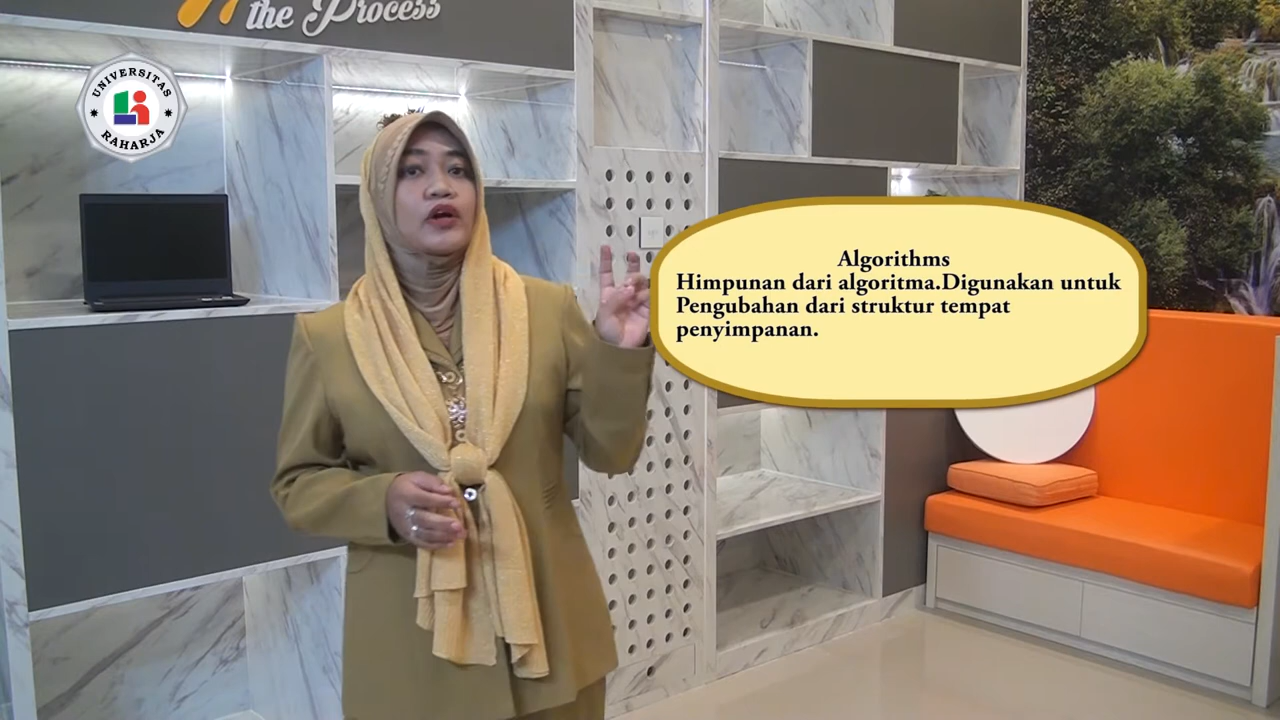 the Process
UNIVERSITAS
RAHARJA
Algorithms
Himpunan dari algoritma.Digunakan untuk
Pengubahan dari struktur tempat
penyimpanan.